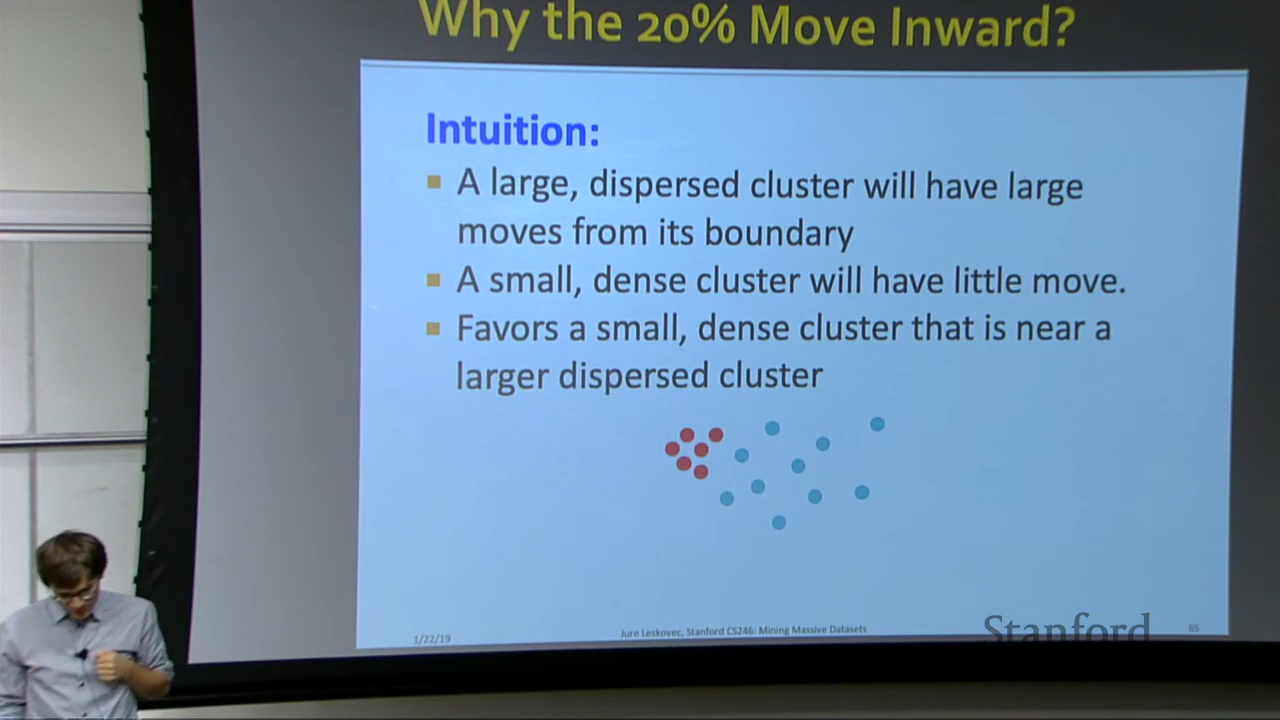 Why the 20% Move Inward?
Intuition:
A large, dispersed cluster will have large
moves from its boundary
A small, dense cluster will have little move.
Favors a small, dense cluster that is near a
larger dispersed cluster
1/22/19
Jure Leskovec, Stanford CS246: Mining Massive Datasets
Stanford
65